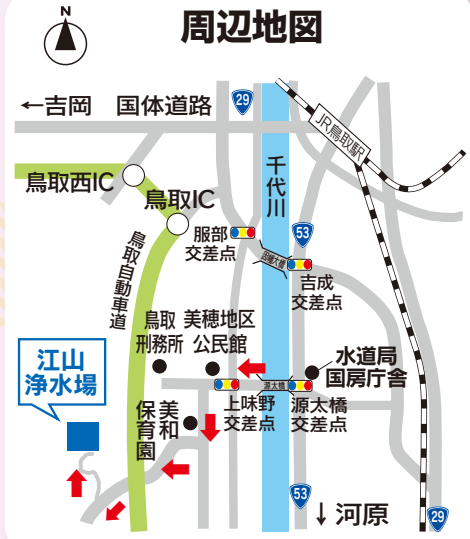 N
周辺地図
←吉岡 国体道路
29
JR鳥取駅
千代川
鳥取西IC
鳥取IC
服部
交差点
53
因幡大橋
吉成
交差点
鳥取自動車道
鳥取
刑務所
美穂地区
公民館
水道局
国房庁舎
江山
浄水場
源太橋
上味野
交差点
源太橋
交差点
美和
保育園
53
↓河原
29